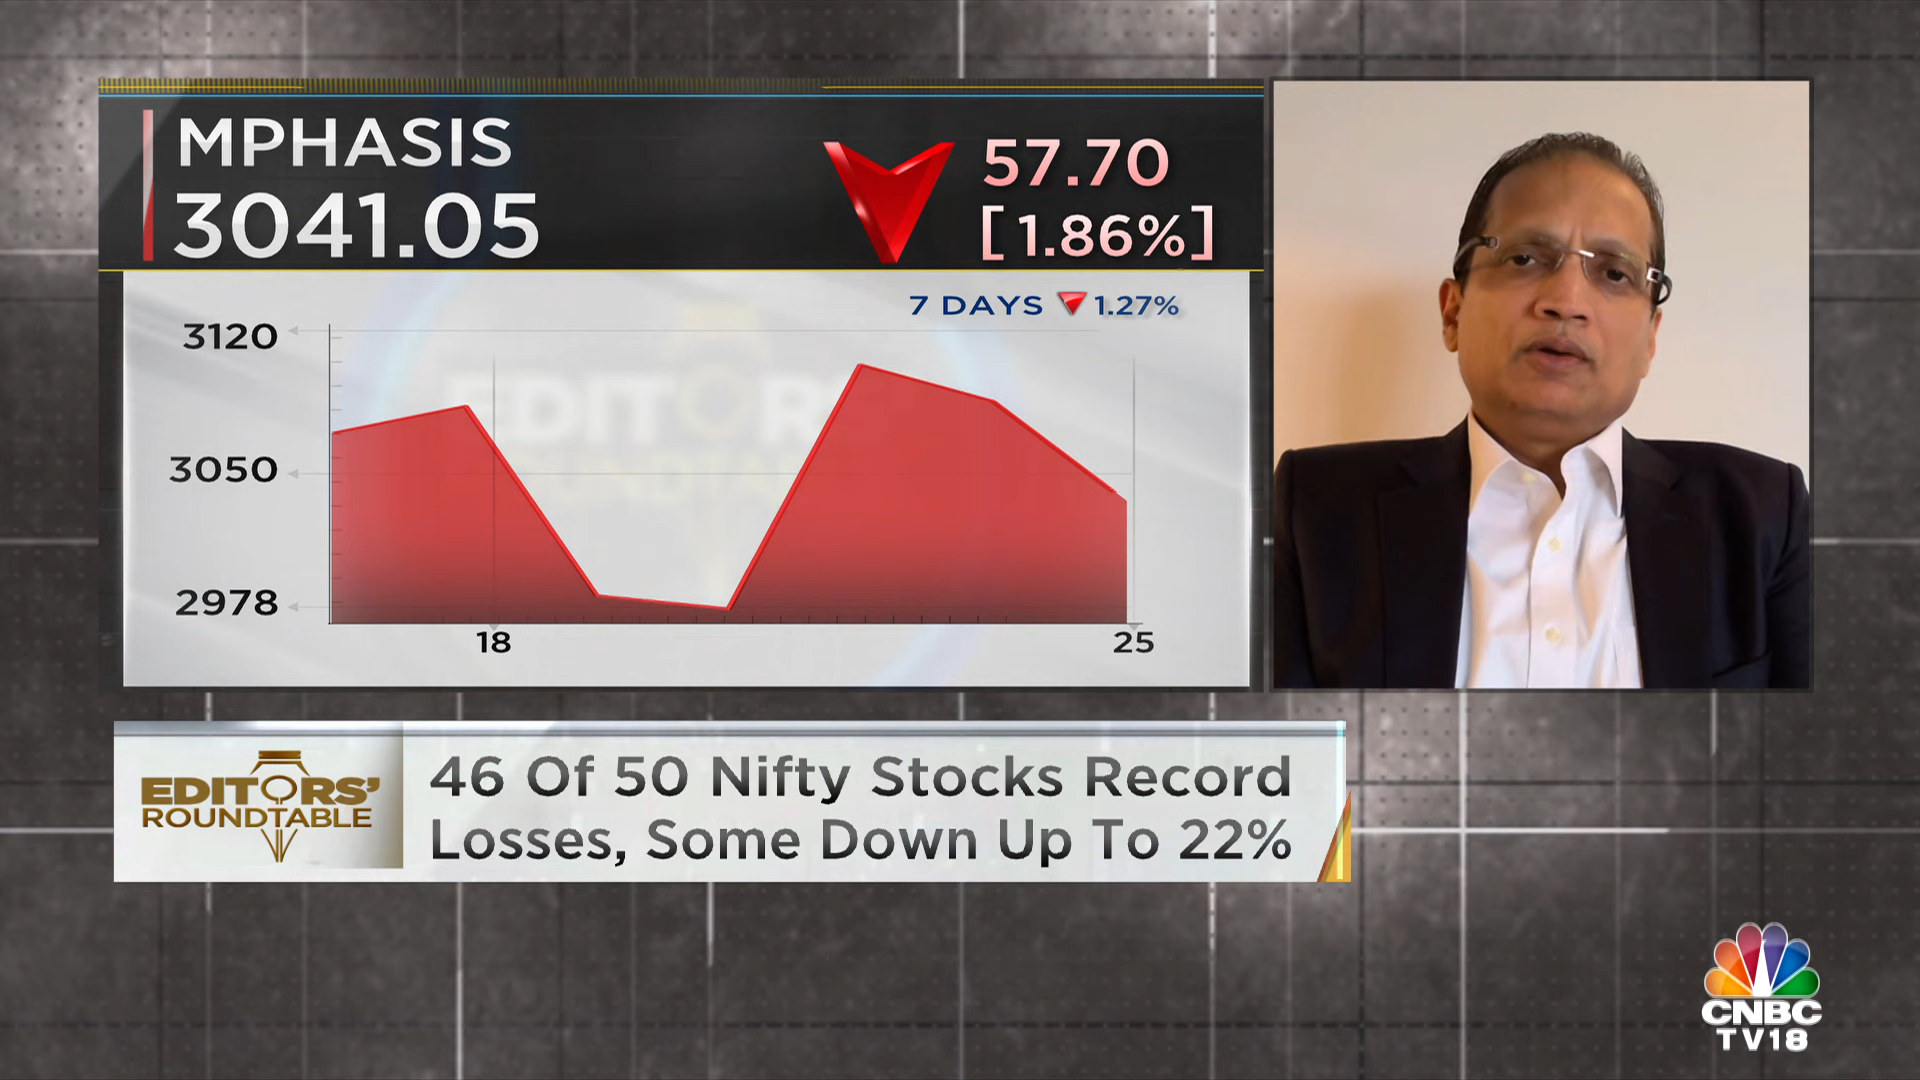 MPHASIS
3041.05
57.70
[1.86%]
7 DAYS 1.27%
3120
3050
2978
18
25
EDITORS'
ROUNDTABLE
46 Of 50 Nifty Stocks Record
Losses, Some Down Up To 22%
CNBC
TV18